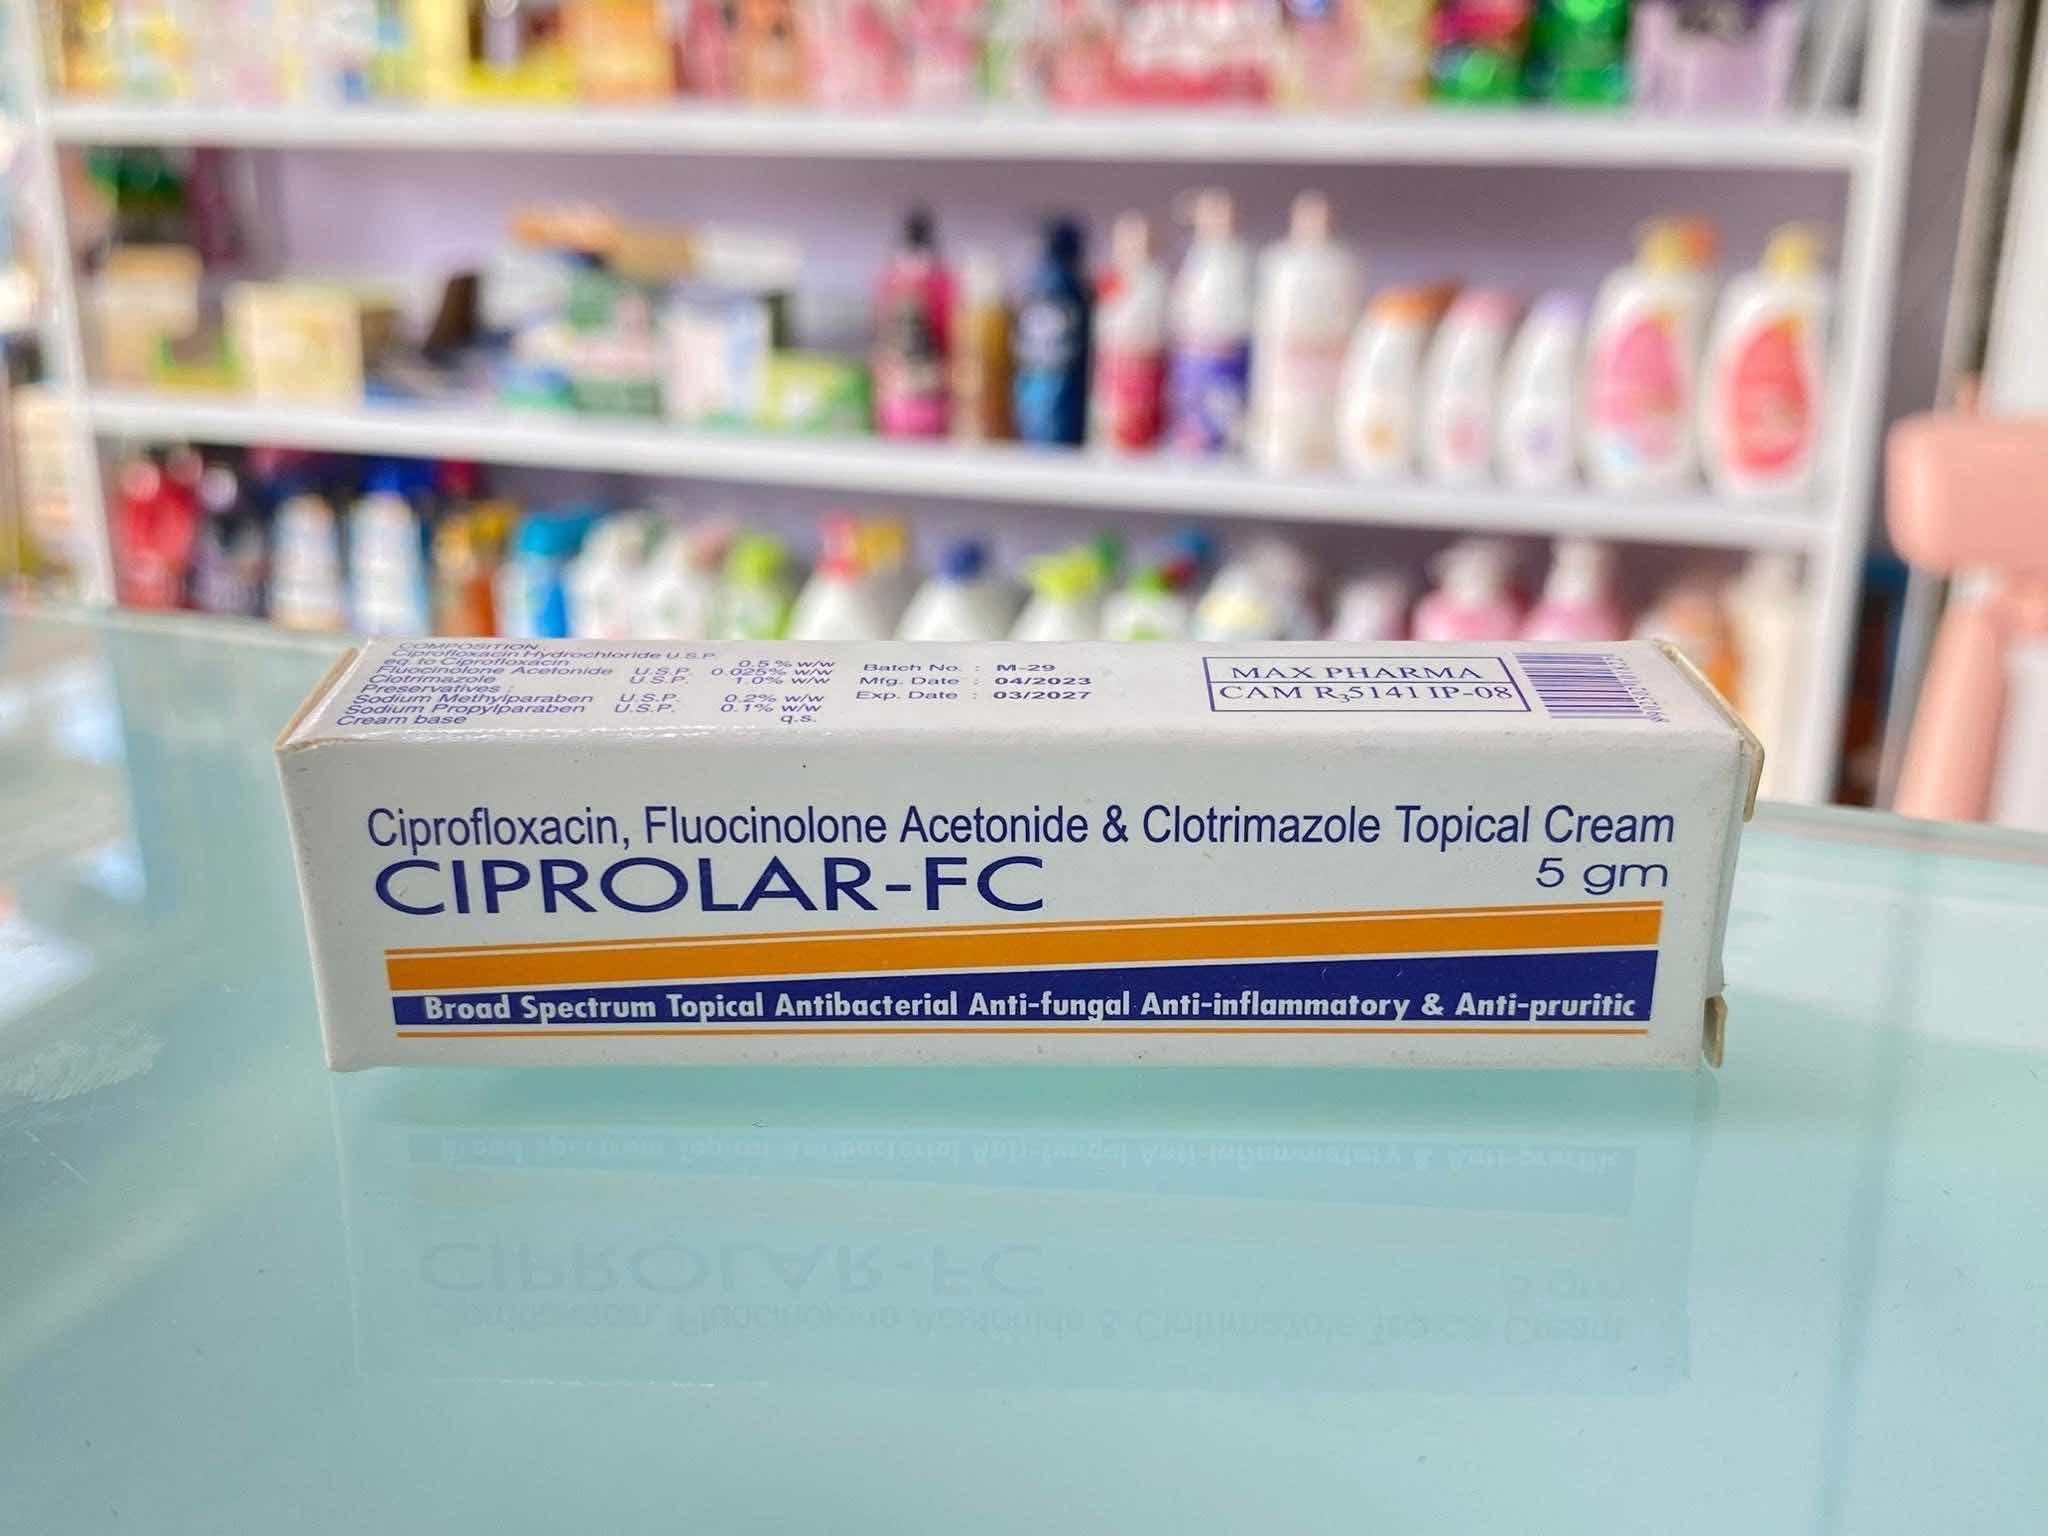 COMPOSITION :
Ciprofloxacin Hydrochloride U.S.P.
eq. to Ciprofloxacin 0.5 % w/w
Fluocinolone Acetonide U.S.P. 0.025% w/w
Clotrimazole U.S.P. 1.0% w/w
Preservatives :
Sodium Methylparaben U.S.P. 0.2% w/w
Sodium Propylparaben U.S.P. 0.1% w/w
Cream base q.s.
Batch No. : M-29
Mfg. Date : 04/2023
Exp. Date : 03/2027
MAX PHARMA
CAM R35141 IP-08
Ciprofloxacin, Fluocinolone Acetonide & Clotrimazole Topical Cream
CIPROLAR-FC
5 gm
Broad Spectrum Topical Antibacterial Anti-fungal Anti-inflammatory & Anti-pruritic